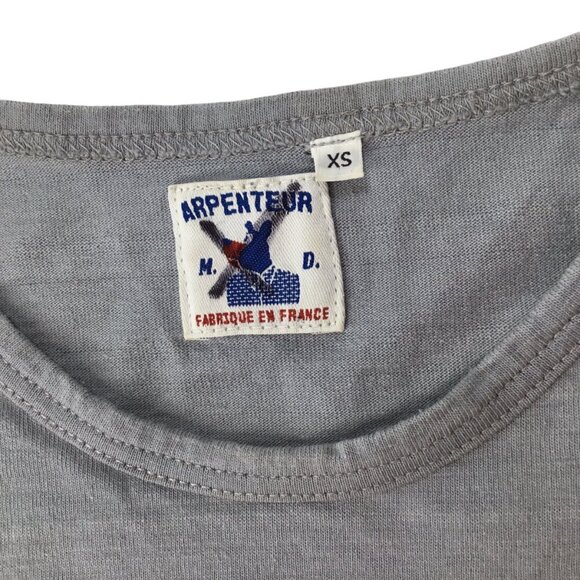 XS
ARPENTEUR
M. D.
FABRIQUE EN FRANCE